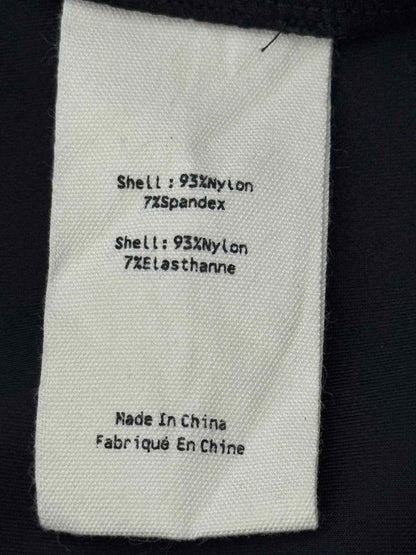 Shell : 93%Nylon
7%Spandex
Shell: 93%Nylon
7%Elasthanne
Made In China
Fabriqué En Chine